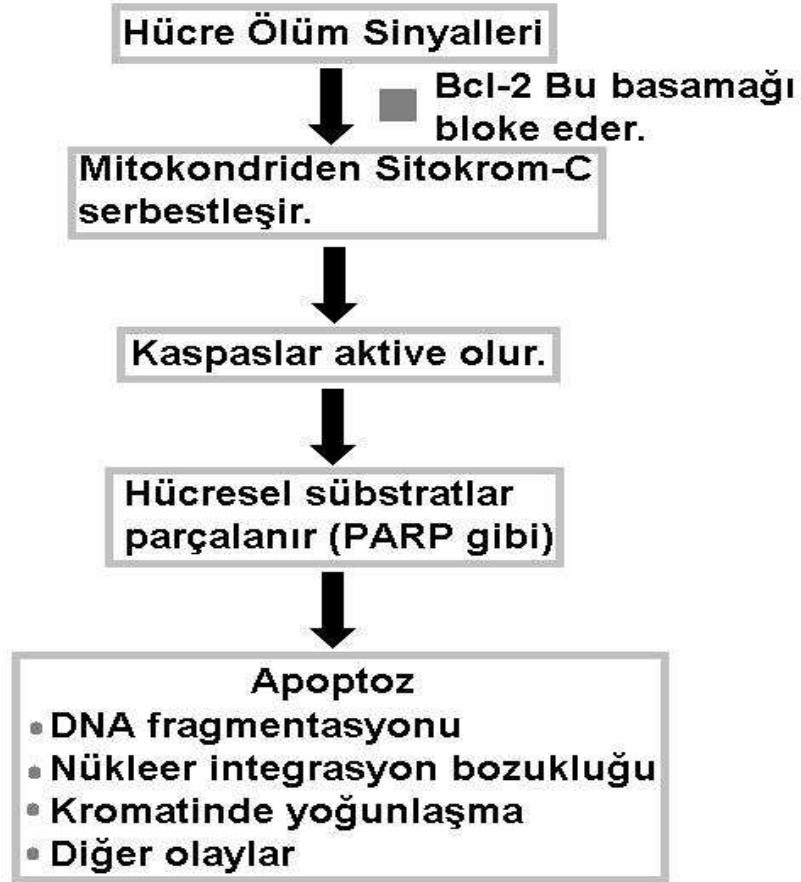 Hücre Ölüm Sinyalleri
Bcl-2 Bu basamağı
bloke eder.
Mitokondriden Sitokrom-C
serbestleşir.
Kaspaslar aktive olur.
Hücresel sübstratlar
parçalanır (PARP gibi)
Apoptoz
DNA fragmentasyonu
Nükleer integrasyon bozukluğu
Kromatinde yoğunlaşma
Diğer olaylar